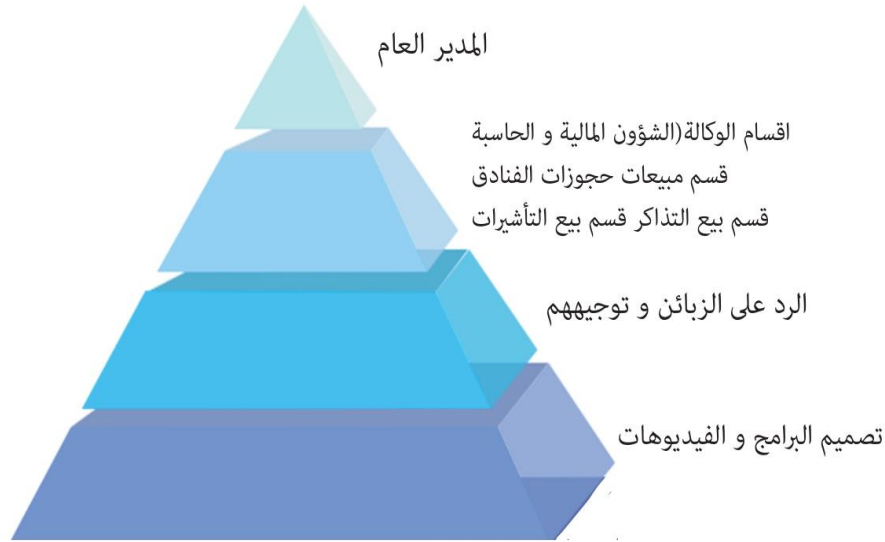 المدير العام
اقسام الوكالة(الشؤون المالية و الحاسبة
قسم مبيعات حجوزات الفنادق
قسم بيع التذاكر قسم بيع التأشيرات
الرد على الزبائن و توجيههم
تصميم البرامج و الفيديوهات